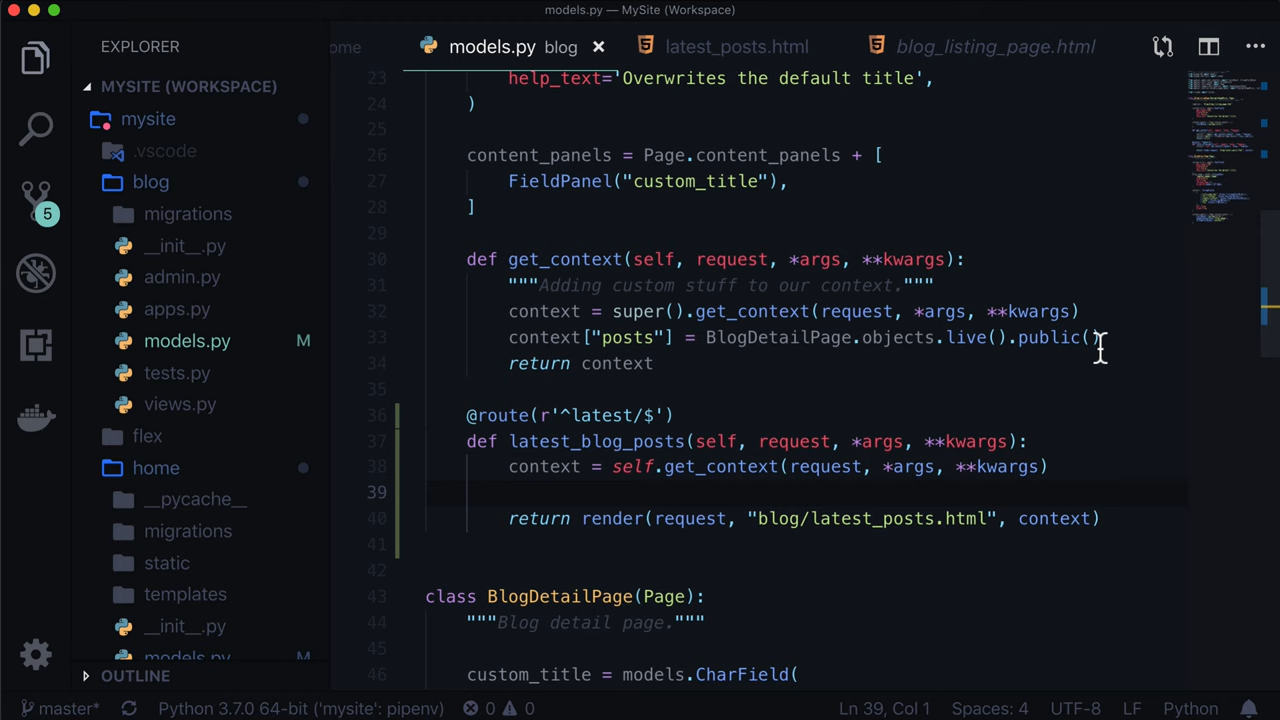 models.py — MySite (Workspace)
EXPLORER
ome
models.py blog
latest_posts.html
blog_listing_page.html
MYSITE (WORKSPACE)
mysite
.vscode
blog
migrations
__init__.py
admin.py
apps.py
models.py M
tests.py
views.py
flex
home
__pycache__
migrations
static
templates
__init__.py
models.py M
OUTLINE
5
23 help_text='Overwrites the default title',
24 )
25
26 content_panels = Page.content_panels + [
27 FieldPanel("custom_title"),
28 ]
29
30 def get_context(self, request, *args, **kwargs):
31 """Adding custom stuff to our context."""
32 context = super().get_context(request, *args, **kwargs)
33 context["posts"] = BlogDetailPage.objects.live().public()
34 return context
35
36 @route(r'^latest/$')
37 def latest_blog_posts(self, request, *args, **kwargs):
38 context = self.get_context(request, *args, **kwargs)
39
40 return render(request, "blog/latest_posts.html", context)
41
42
43 class BlogDetailPage(Page):
44 """Blog detail page."""
45
46 custom_title = models.CharField(
master* Python 3.7.0 64-bit ('mysite': pipenv) 0 0 Ln 39, Col 1 Spaces: 4 UTF-8 LF Python